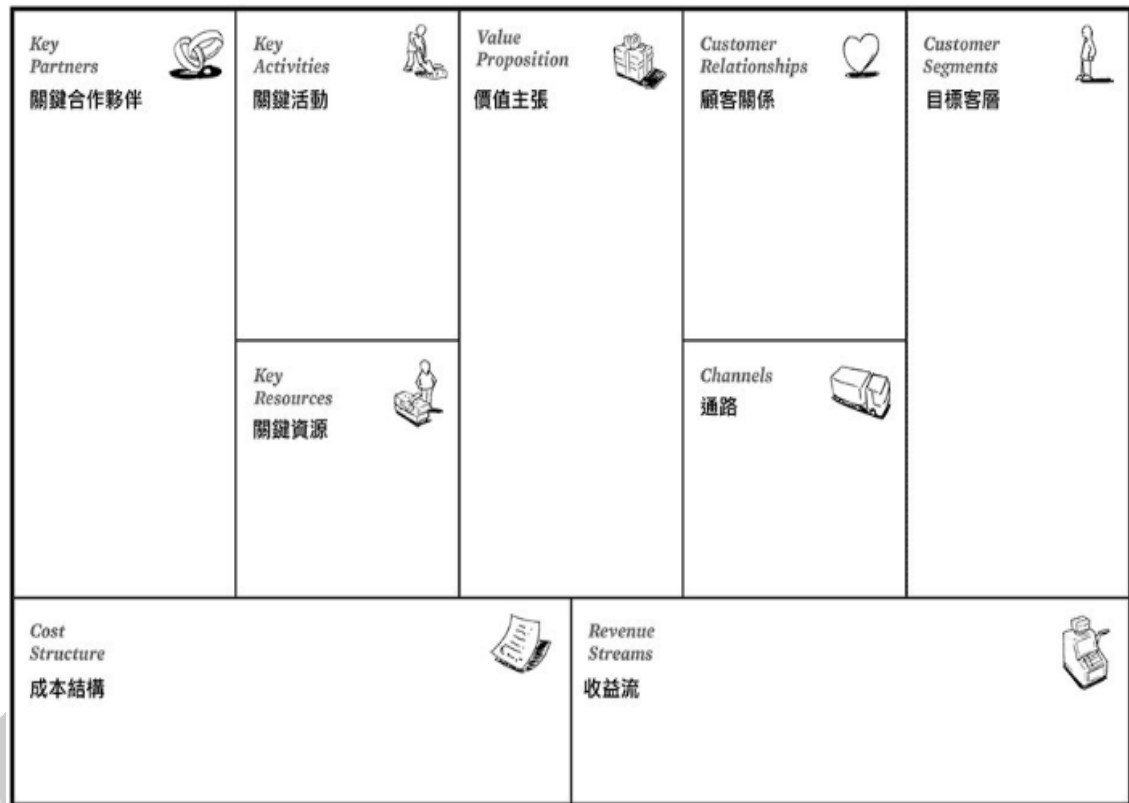 Key
Partners
關鍵合作夥伴
Key
Activities
關鍵活動
Key
Resources
關鍵資源
Value
Proposition
價值主張
Customer
Relationships
顧客關係
Channels
通路
Customer
Segments
目標客層
Cost
Structure
成本結構
Revenue
Streams
收益流